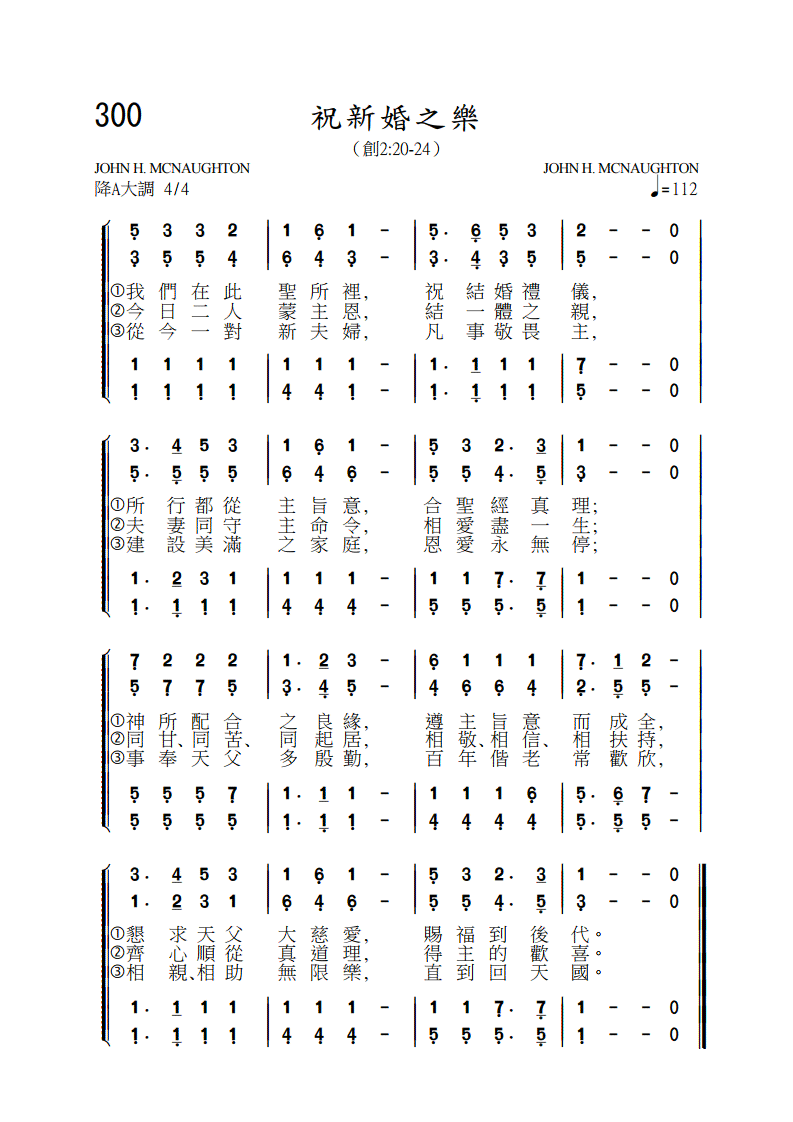 300
祝新婚之樂
（創2:20-24）
JOHN H. MCNAUGHTON JOHN H. MCNAUGHTON
降A大調 4/4 ♩=112
5 3 3 2 | 1 6 1 - | 5 . 6 5 3 | 2 - - 0
3 5 5 4 | 6 4 3 - | 3 . 4 3 5 | 5 - - 0
①我們在此 聖所裡, 祝結婚禮儀,
②今日二人 蒙主恩, 結一體之親,
③從今一對 新夫婦, 凡事敬畏主,
1 1 1 1 | 1 1 1 - | 1 . 1 1 1 | 7 - - 0
1 1 1 1 | 4 4 1 - | 1 . 1 1 1 | 5 - - 0
3 . 4 5 3 | 1 6 1 - | 5 3 2 . 3 | 1 - - 0
5 . 5 5 5 | 6 4 6 - | 5 5 4 . 5 | 3 - - 0
①所行都從 主旨意, 合聖經真理;
②夫妻同守 主命令, 相愛盡一生;
③建設美滿 之家庭, 恩愛永無停;
1 . 2 3 1 | 1 1 1 - | 1 1 7 . 7 | 1 - - 0
1 . 1 1 1 | 4 4 4 - | 5 5 5 . 5 | 1 - - 0
7 2 2 2 | 1 . 2 3 - | 6 1 1 1 | 7 . 1 2 -
5 7 7 5 | 3 . 4 5 - | 4 6 6 4 | 2 . 5 5 -
①神所配合 之良緣, 遵主旨意 而成全,
②同甘、同苦、 同起居, 相敬、相信、 相扶持,
③事奉天父 多殷勤, 百年偕老 常歡欣,
5 5 5 7 | 1 . 1 1 - | 1 1 1 6 | 5 . 6 7 -
5 5 5 5 | 1 . 1 1 - | 4 4 4 4 | 5 . 5 5 -
3 . 4 5 3 | 1 6 1 - | 5 3 2 . 3 | 1 - - 0
1 . 2 3 1 | 6 4 6 - | 5 5 4 . 5 | 3 - - 0
①懇求天父 大慈愛, 賜福到後代。
②齊心順從 真道理, 得主的歡喜。
③相親、相助 無限樂, 直到回天國。
1 . 1 1 1 | 1 1 1 - | 1 1 7 . 7 | 1 - - 0
1 . 1 1 1 | 4 4 4 - | 5 5 5 . 5 | 1 - - 0